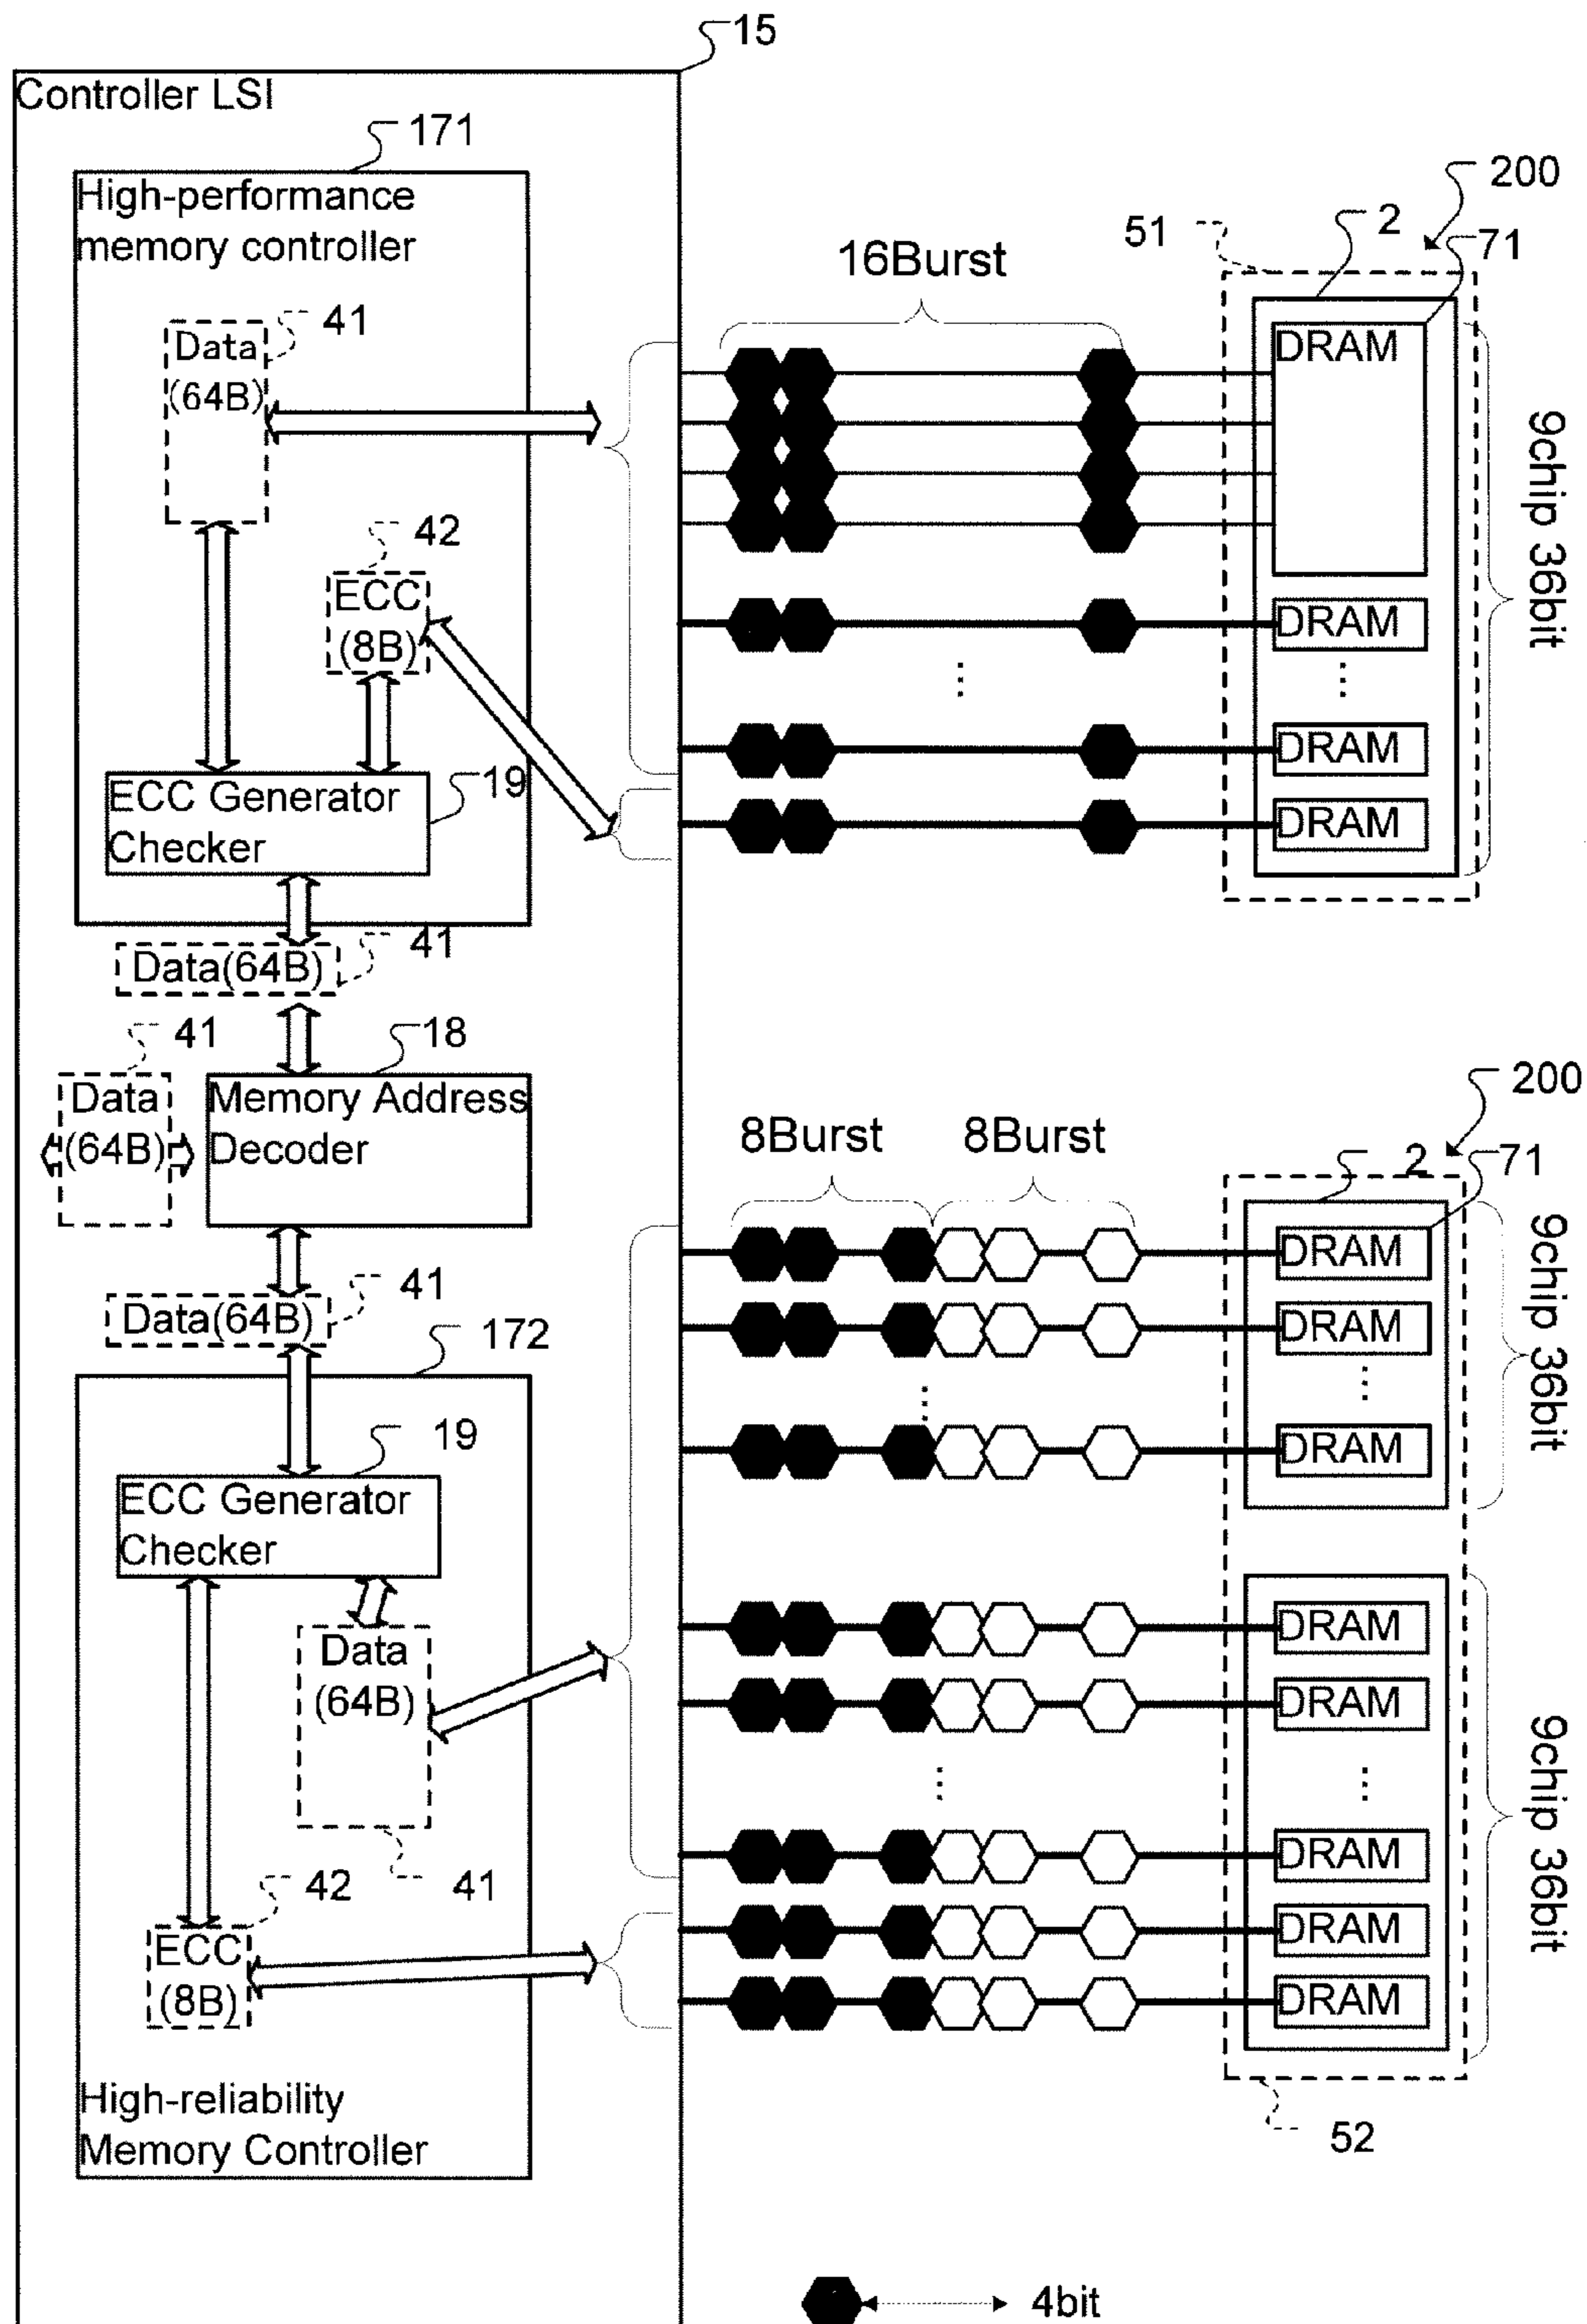 15
Controller LSI
171
High-performance
memory controller
200
2
51
71
16Burst
41
Data
(64B)
DRAM
9chip 36bit
42
ECC
(8B)
DRAM
⋮
DRAM
19
ECC Generator
Checker
DRAM
41
Data(64B)
41
18
Data
(64B)
Memory Address
Decoder
200
8Burst
8Burst
2
71
DRAM
9chip 36bit
41
Data(64B)
DRAM
172
⋮
19
DRAM
ECC Generator
Checker
DRAM
Data
(64B)
DRAM
9chip 36bit
⋮
DRAM
42
41
ECC
(8B)
DRAM
DRAM
High-reliability
Memory Controller
52
4bit